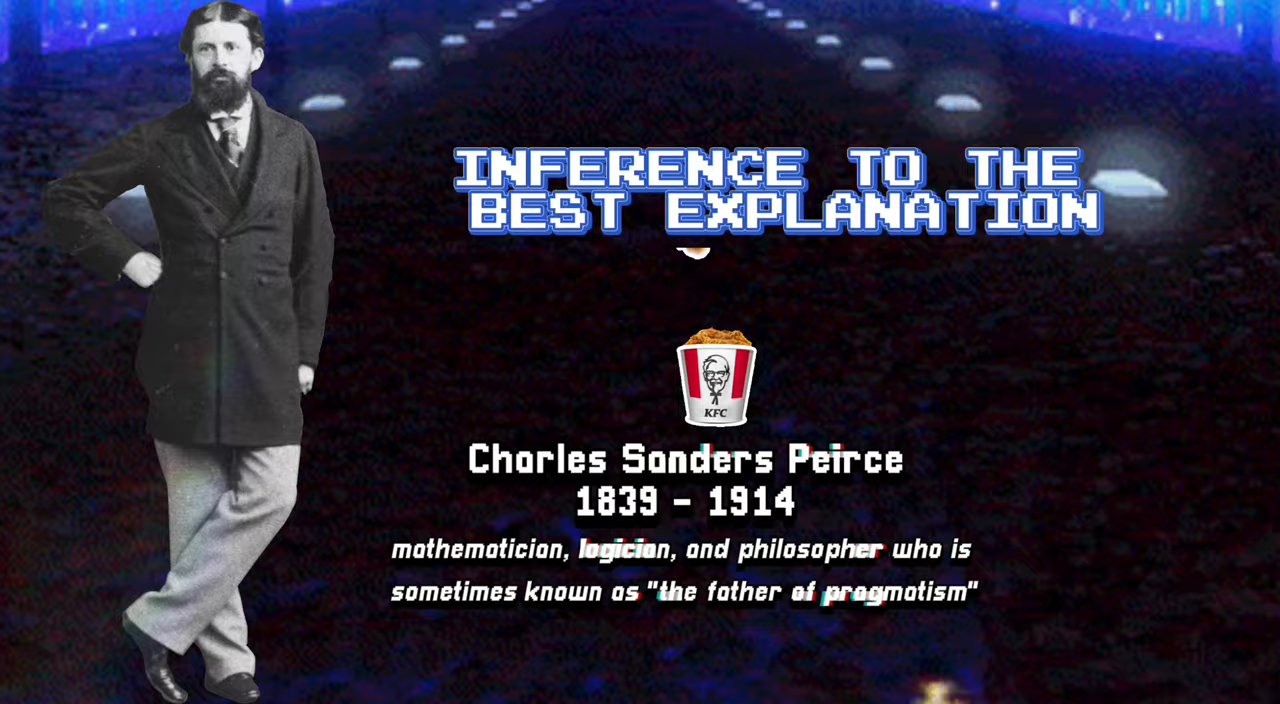 INFERENCE TO THE
BEST EXPLANATION
KFC
Charles Sanders Peirce
1839 - 1914
mathematician, logician, and philosopher who is
sometimes known as "the father of pragmatism"